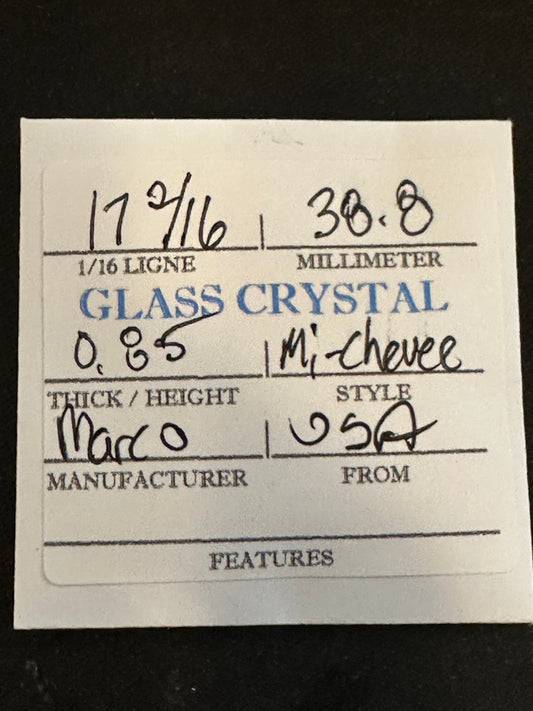 17 2/16 | 38.8
1/16 LIGNE MILLIMETER
GLASS CRYSTAL
0.85 | Mi-chevee
THICK / HEIGHT STYLE
Marco | USA
MANUFACTURER FROM
FEATURES